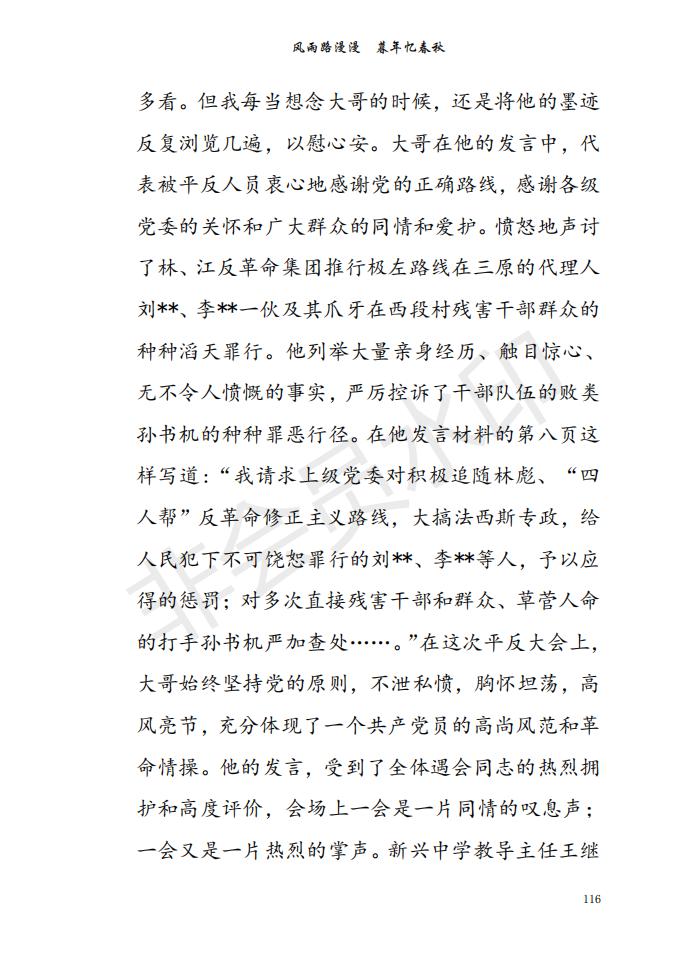 风雨路漫漫 暮年忆春秋
多看。但我每当想念大哥的时候，还是将他的墨迹
反复浏览几遍，以慰心安。大哥在他的发言中，代
表被平反人员衷心地感谢党的正确路线，感谢各级
党委的关怀和广大群众的同情和爱护。愤怒地声讨
了林、江反革命集团推行极左路线在三原的代理人
刘**、李**一伙及其爪牙在西段村残害干部群众的
种种滔天罪行。他列举大量亲身经历、触目惊心、
无不令人愤慨的事实，严厉控诉了干部队伍的败类
孙书机的种种罪恶行径。在他发言材料的第八页这
样写道：“我请求上级党委对积极追随林彪、“四
人帮”反革命修正主义路线，大搞法西斯专政，给
人民犯下不可饶恕罪行的刘**、李**等人，予以应
得的惩罚；对多次直接残害干部和群众、草菅人命
的打手孙书机严加查处……。”在这次平反大会上，
大哥始终坚持党的原则，不泄私愤，胸怀坦荡，高
风亮节，充分体现了一个共产党员的高尚风范和革
命情操。他的发言，受到了全体遇会同志的热烈拥
护和高度评价，会场上一会是一片同情的叹息声；
一会又是一片热烈的掌声。新兴中学教导主任王继
116
非会员水印